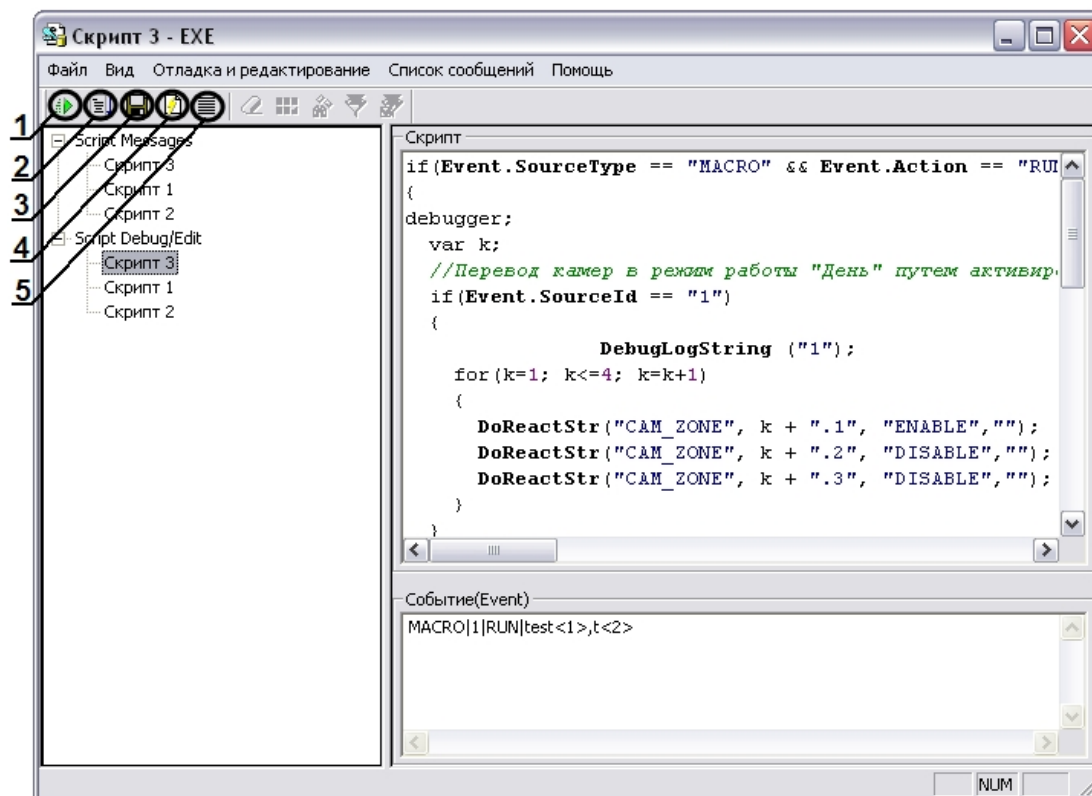 Скрипт 3 - EXE
Файл Вид Отладка и редактирование Список сообщений Помощь
1
2
3
4
5
Script Messages
Скрипт 3
Скрипт 1
Скрипт 2
Script Debug/Edit
Скрипт 3
Скрипт 1
Скрипт 2
Скрипт
if(Event.SourceType == "MACRO" && Event.Action == "RU
{
debugger;
var k;
//Перевод камер в режим работы "День" путем активир
if(Event.SourceId == "1")
{
DebugLogString ("1");
for(k=1; k<=4; k=k+1)
{
DoReactStr("CAM_ZONE", k + ".1", "ENABLE","");
DoReactStr("CAM_ZONE", k + ".2", "DISABLE","");
DoReactStr("CAM_ZONE", k + ".3", "DISABLE","");
}
}
Событие(Event)
MACRO|1|RUN|test<1>,t<2>
NUM